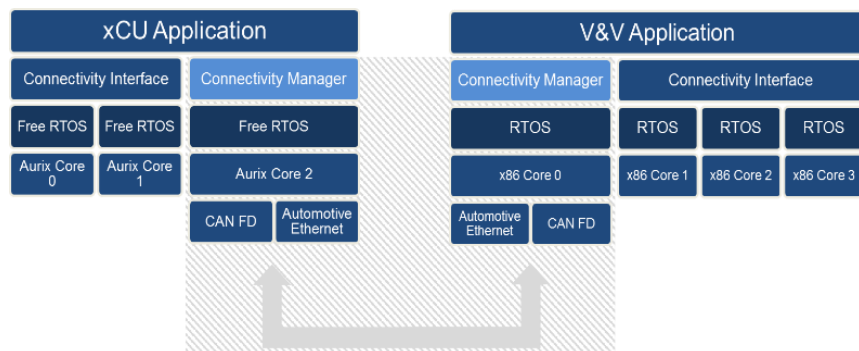 xCU Application
V&V Application
Connectivity Interface
Connectivity Manager
Connectivity Manager
Connectivity Interface
Free RTOS
Free RTOS
Free RTOS
RTOS
RTOS
RTOS
RTOS
Aurix Core
0
Aurix Core
1
Aurix Core 2
x86 Core 0
x86 Core 1
x86 Core 2
x86 Core 3
CAN FD
Automotive
Ethernet
Automotive
Ethernet
CAN FD